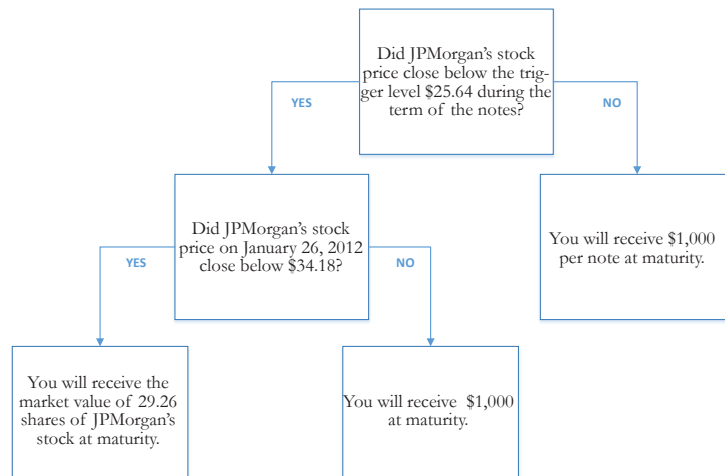 Did JPMorgan’s stock
price close below the trig-
ger level $25.64 during the
term of the notes?
YES
NO
Did JPMorgan’s stock
price on January 26, 2012
close below $34.18?
You will receive $1,000
per note at maturity.
YES
NO
You will receive the
market value of 29.26
shares of JPMorgan’s
stock at maturity.
You will receive $1,000
at maturity.